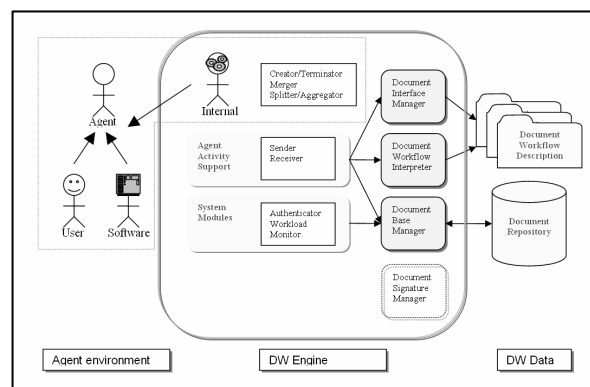 Agent
User
Software
Internal
Creator/Terminator
Merger
Splitter/Aggregator
Agent
Activity
Support
Sender
Receiver
System
Modules
Authenticator
Workload
Monitor
Document
Interface
Manager
Document
Workflow
Interpreter
Document
Base
Manager
Document
Signature
Manager
Document
Workflow
Description
Document
Repository
Agent environment
DW Engine
DW Data